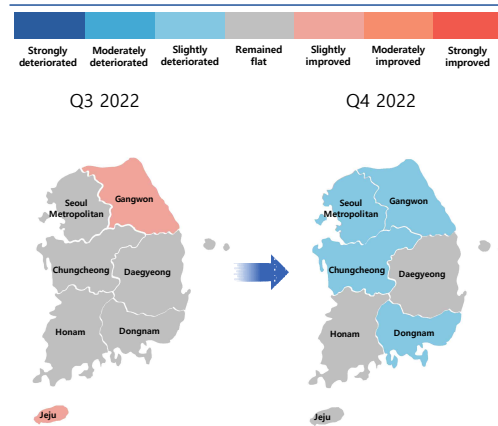 Strongly deteriorated
Moderately deteriorated
Slightly deteriorated
Remained flat
Slightly improved
Moderately improved
Strongly improved
Q3 2022
Q4 2022
Seoul Metropolitan
Gangwon
Chungcheong
Daegyeong
Honam
Dongnam
Jeju
Seoul Metropolitan
Gangwon
Chungcheong
Daegyeong
Honam
Dongnam
Jeju